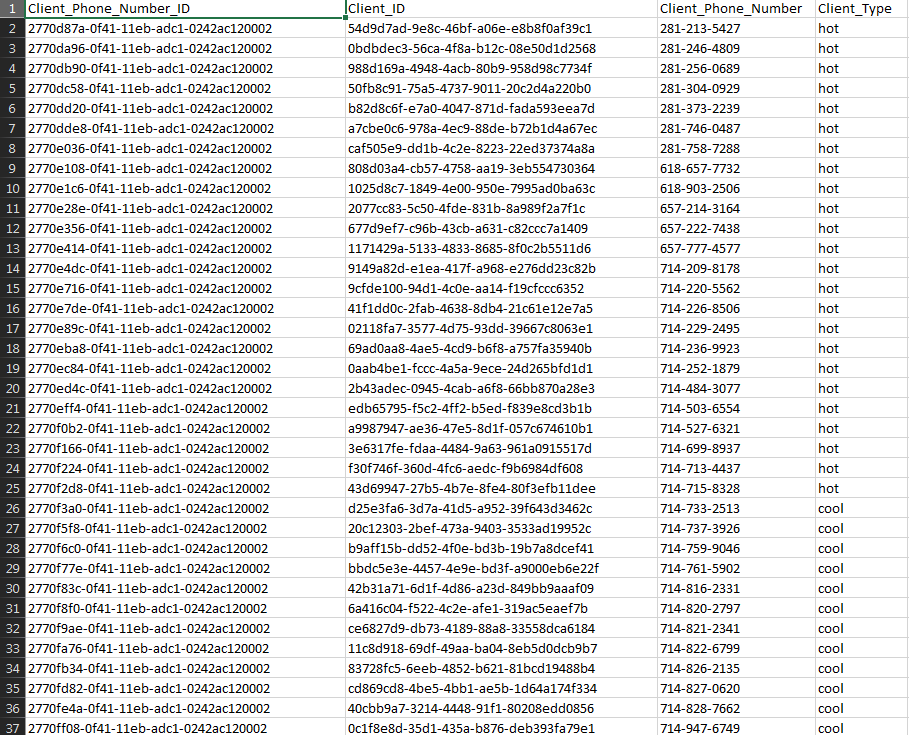 1 Client_Phone_Number_ID Client_ID Client_Phone_Number Client_Type
2 2770d87a-0f41-11eb-adc1-0242ac120002 54d9d7ad-9e8c-46bf-a06e-e8b8f0af39c1 281-213-5427 hot
3 2770da96-0f41-11eb-adc1-0242ac120002 0bdbdec3-56ca-4f8a-b12c-08e50d1d2568 281-246-4809 hot
4 2770db90-0f41-11eb-adc1-0242ac120002 988d169a-4948-4acb-80b9-958d98c7734f 281-256-0689 hot
5 2770dc58-0f41-11eb-adc1-0242ac120002 50fb8c91-75a5-4737-9011-20c2d4a220b0 281-304-0929 hot
6 2770dd20-0f41-11eb-adc1-0242ac120002 b82d8c6f-e7a0-4047-871d-fada593eea7d 281-373-2239 hot
7 2770dde8-0f41-11eb-adc1-0242ac120002 a7cbe0c6-978a-4ec9-88de-b72b1d4a67ec 281-746-0487 hot
8 2770e036-0f41-11eb-adc1-0242ac120002 caf505e9-dd1b-4c2e-8223-22ed37374a8a 281-758-7288 hot
9 2770e108-0f41-11eb-adc1-0242ac120002 808d03a4-cb57-4758-aa19-3eb554730364 618-657-7732 hot
10 2770e1c6-0f41-11eb-adc1-0242ac120002 1025d8c7-1849-4e00-950e-7995ad0ba63c 618-903-2506 hot
11 2770e28e-0f41-11eb-adc1-0242ac120002 2077cc83-5c50-4fde-831b-8a989f2a7f1c 657-214-3164 hot
12 2770e356-0f41-11eb-adc1-0242ac120002 677d9ef7-c96b-43cb-a631-c82ccc7a1409 657-222-7438 hot
13 2770e414-0f41-11eb-adc1-0242ac120002 1171429a-5133-4833-8685-8f0c2b5511d6 657-777-4577 hot
14 2770e4dc-0f41-11eb-adc1-0242ac120002 9149a82d-e1ea-417f-a968-e276dd23c82b 714-209-8178 hot
15 2770e716-0f41-11eb-adc1-0242ac120002 9cfde100-94d1-4c0e-aa14-f19cfccc6352 714-220-5562 hot
16 2770e7de-0f41-11eb-adc1-0242ac120002 41f1dd0c-2fab-4638-8db4-21c61e12e7a5 714-226-8506 hot
17 2770e89c-0f41-11eb-adc1-0242ac120002 02118fa7-3577-4d75-93dd-39667c8063e1 714-229-2495 hot
18 2770eba8-0f41-11eb-adc1-0242ac120002 69ad0aa8-4ae5-4cd9-b6f8-a757fa35940b 714-236-9923 hot
19 2770ec84-0f41-11eb-adc1-0242ac120002 0aab4be1-fccc-4a5a-9ece-24d265bfd1d1 714-252-1879 hot
20 2770ed4c-0f41-11eb-adc1-0242ac120002 2b43adec-0945-4cab-a6f8-66bb870a28e3 714-484-3077 hot
21 2770eff4-0f41-11eb-adc1-0242ac120002 edb65795-f5c2-4ff2-b5ed-f839e8cd3b1b 714-503-6554 hot
22 2770f0b2-0f41-11eb-adc1-0242ac120002 a9987947-ae36-47e5-8d1f-057c674610b1 714-527-6321 hot
23 2770f166-0f41-11eb-adc1-0242ac120002 3e6317fe-fdaa-4484-9a63-961a0915517d 714-699-8937 hot
24 2770f224-0f41-11eb-adc1-0242ac120002 f30f746f-360d-4fc6-aedc-f9b6984df608 714-713-4437 hot
25 2770f2d8-0f41-11eb-adc1-0242ac120002 43d69947-27b5-4b7e-8fe4-80f3efb11dee 714-715-8328 hot
26 2770f3a0-0f41-11eb-adc1-0242ac120002 d25e3fa6-3d7a-41d5-a952-39f643d3462c 714-733-2513 cool
27 2770f5f8-0f41-11eb-adc1-0242ac120002 20c12303-2bef-473a-9403-3533ad19952c 714-737-3926 cool
28 2770f6c0-0f41-11eb-adc1-0242ac120002 b9aff15b-dd52-4f0e-bd3b-19b7a8dcef41 714-759-9046 cool
29 2770f77e-0f41-11eb-adc1-0242ac120002 bbdc5e3e-4457-4e9e-bd3f-a9000eb6e22f 714-761-5902 cool
30 2770f83c-0f41-11eb-adc1-0242ac120002 42b31a71-6d1f-4d86-a23d-849bb9aaaf09 714-816-2331 cool
31 2770f8f0-0f41-11eb-adc1-0242ac120002 6a416c04-f522-4c2e-afe1-319ac5eaef7b 714-820-2797 cool
32 2770f9ae-0f41-11eb-adc1-0242ac120002 ce6827d9-db73-4189-88a8-33558dca6184 714-821-2341 cool
33 2770fa76-0f41-11eb-adc1-0242ac120002 11c8d918-69df-49aa-ba04-8eb5d0dcb9b7 714-822-6799 cool
34 2770fb34-0f41-11eb-adc1-0242ac120002 83728fc5-6eeb-4852-b621-81bcd19488b4 714-826-2135 cool
35 2770fd82-0f41-11eb-adc1-0242ac120002 cd869cd8-4be5-4bb1-ae5b-1d64a174f334 714-827-0620 cool
36 2770fe4a-0f41-11eb-adc1-0242ac120002 40cbb9a7-3214-4448-91f1-80208edd0856 714-828-7662 cool
37 2770ff08-0f41-11eb-adc1-0242ac120002 0c1f8e8d-35d1-435a-b876-deb393fa79e1 714-947-6749 cool